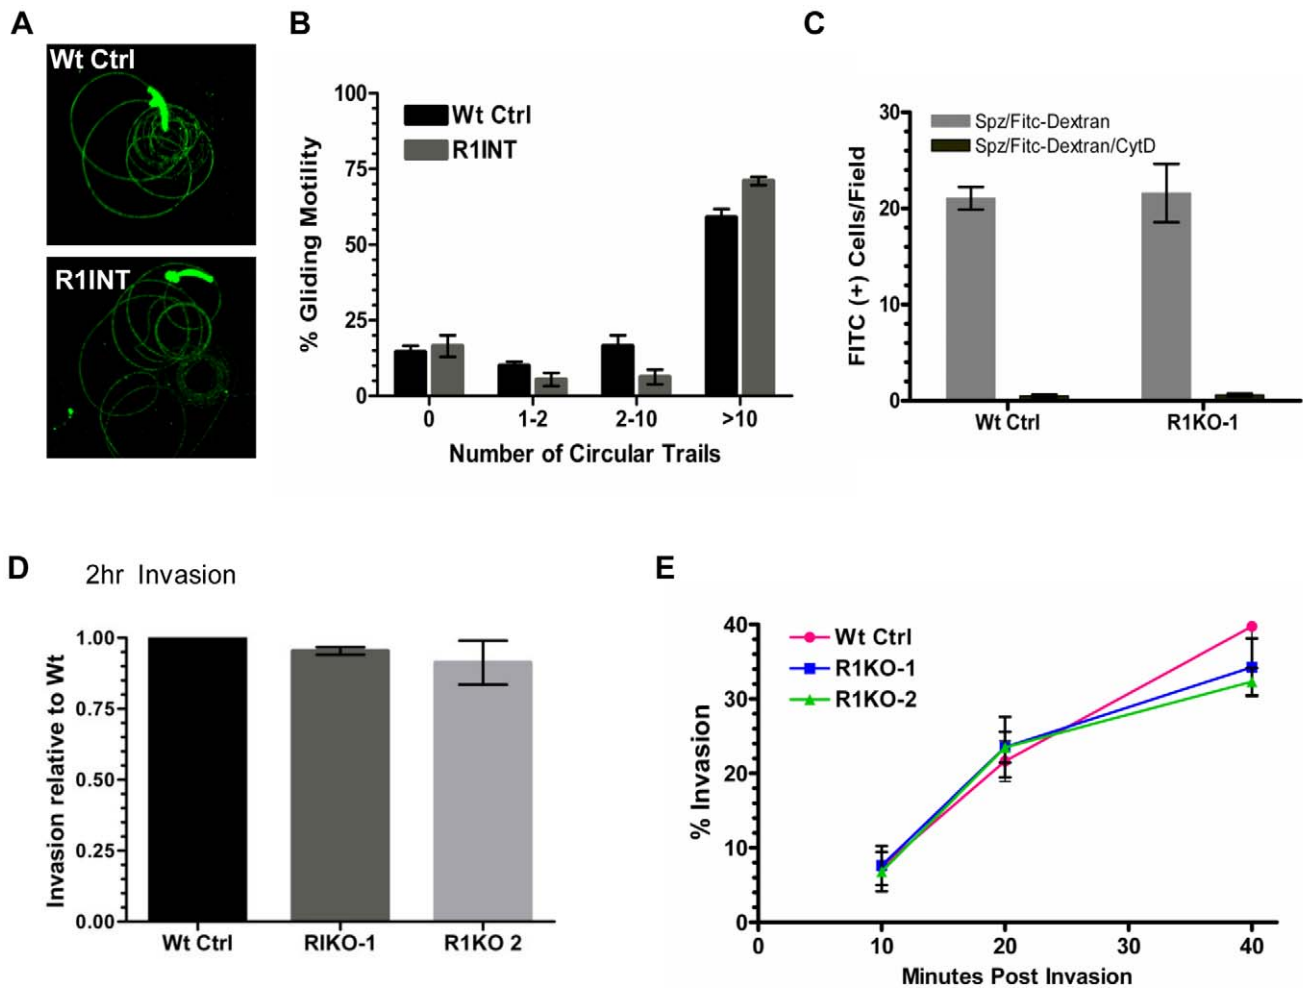 A
Wt Ctrl
R1INT
B
100
75
50
25
0
% Gliding Motility
Wt Ctrl
R1INT
0 1-2 2-10 >10
Number of Circular Trails
C
30
20
10
0
FITC (+) Cells/Field
Spz/Fitc-Dextran
Spz/Fitc-Dextran/CytD
Wt Ctrl R1KO-1
D
2hr Invasion
1.00
0.75
0.50
0.25
0.00
Invasion relative to Wt
Wt Ctrl RIKO-1 R1KO 2
E
40
30
20
10
0
% Invasion
Wt Ctrl
R1KO-1
R1KO-2
0 10 20 30 40
Minutes Post Invasion